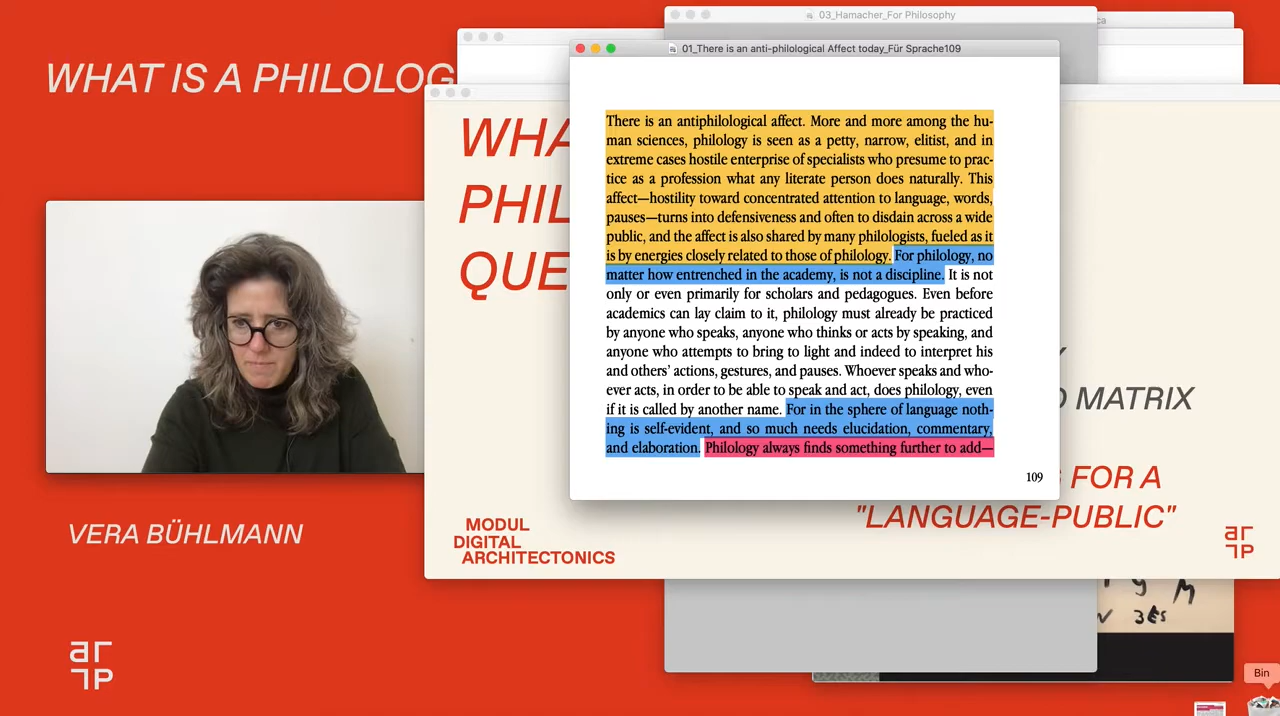 03_Hamacher_For Philosophy
ca
01_There is an anti-philological Affect today_Für Sprache109
WHAT IS A PHILOLOG
WHA
PHIL
QUE
There is an antiphilological affect. More and more among the hu-
man sciences, philology is seen as a petty, narrow, elitist, and in
extreme cases hostile enterprise of specialists who presume to prac-
tice as a profession what any literate person does naturally. This
affect—hostility toward concentrated attention to language, words,
pauses—turns into defensiveness and often to disdain across a wide
public, and the affect is also shared by many philologists, fueled as it
is by energies closely related to those of philology. For philology, no
matter how entrenched in the academy, is not a discipline. It is not
only or even primarily for scholars and pedagogues. Even before
academics can lay claim to it, philology must already be practiced
by anyone who speaks, anyone who thinks or acts by speaking, and
anyone who attempts to bring to light and indeed to interpret his
and others' actions, gestures, and pauses. Whoever speaks and who-
ever acts, in order to be able to speak and act, does philology, even
if it is called by another name. For in the sphere of language noth-
ing is self-evident, and so much needs elucidation, commentary,
and elaboration. Philology always finds something further to add—
109
MATRIX
FOR A
"LANGUAGE-PUBLIC"
VERA BÜHLMANN
MODUL
DIGITAL
ARCHITECTONICS
Bin